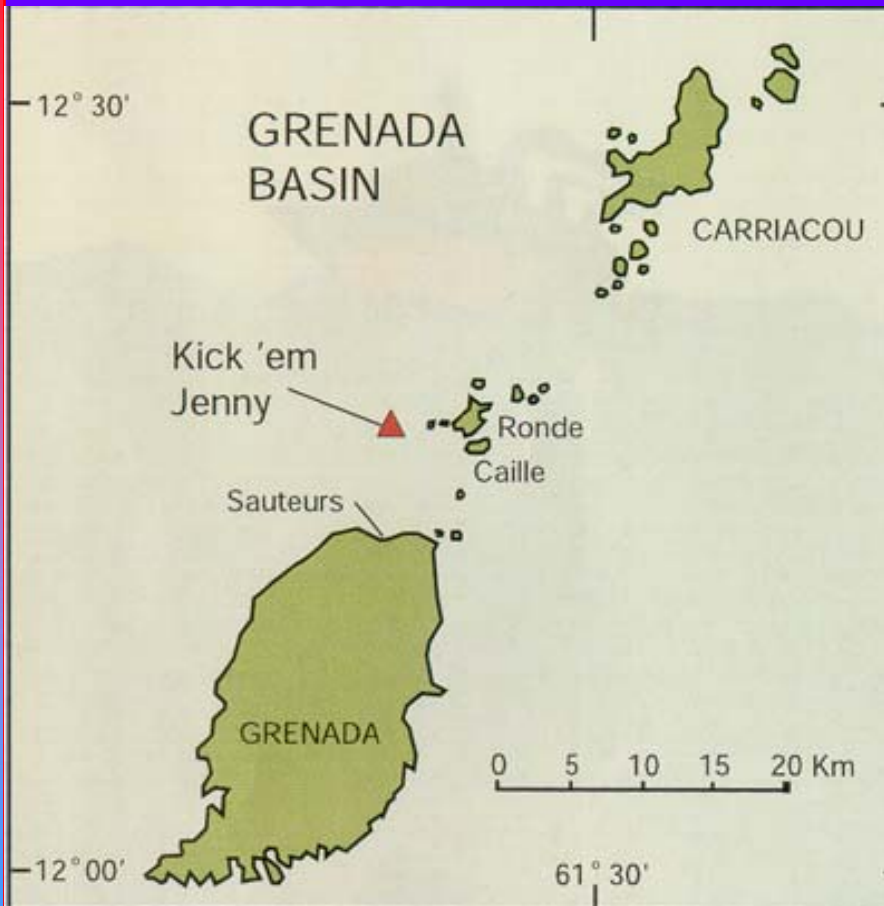 12° 30'
GRENADA
BASIN
CARRIACOU
Kick 'em
Jenny
Ronde
Caille
Sauteurs
GRENADA
0 5 10 15 20 Km
12° 00'
61° 30'